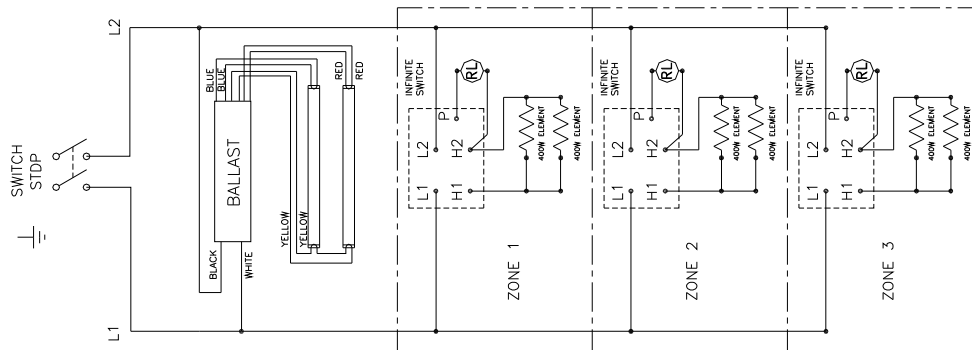 SWITCH
STDP
L2
L1
BALLAST
BLUE
BLUE
RED
RED
YELLOW
YELLOW
BLACK
WHITE
INFINITE
SWITCH
P
RL
L2
H2
L1
H1
400W ELEMENT
400W ELEMENT
ZONE 1
INFINITE
SWITCH
P
RL
L2
H2
L1
H1
400W ELEMENT
400W ELEMENT
ZONE 2
INFINITE
SWITCH
P
RL
L2
H2
L1
H1
400W ELEMENT
400W ELEMENT
ZONE 3